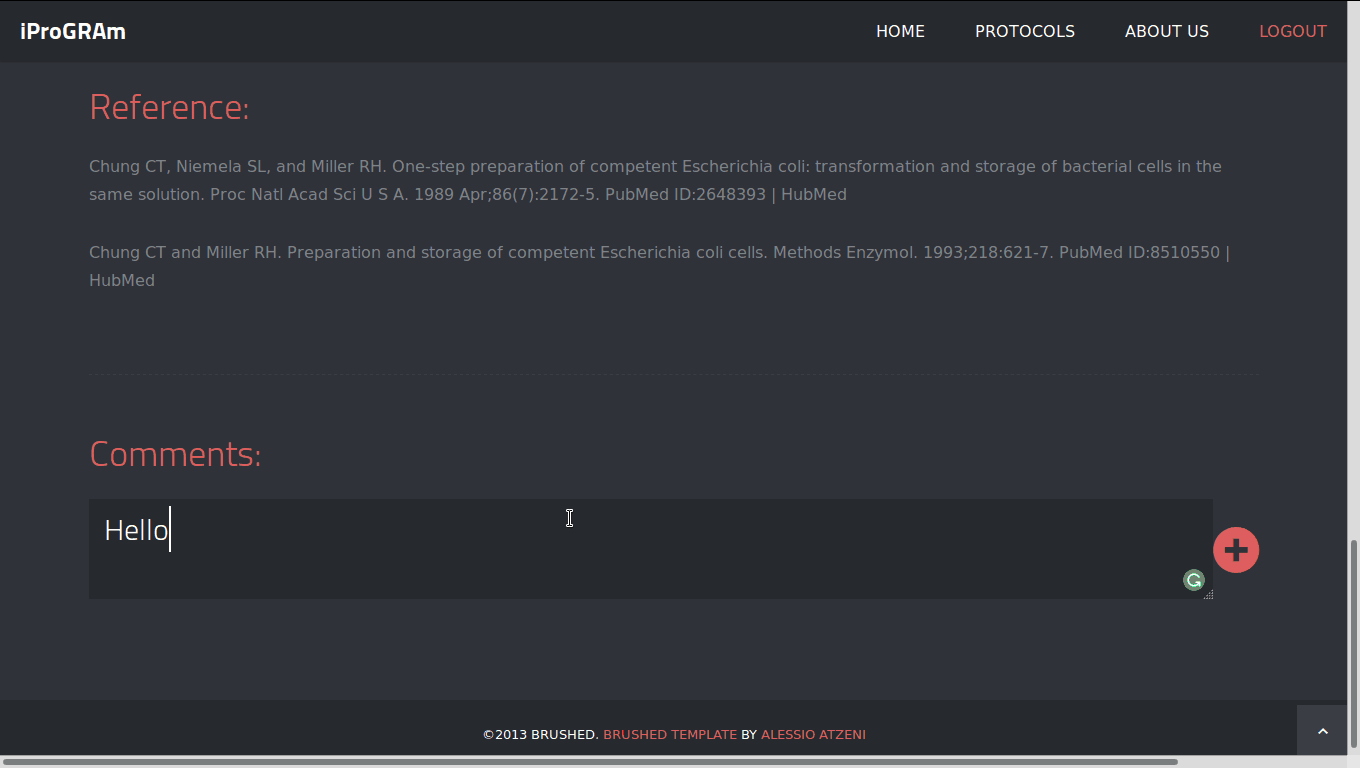 iProGRAm
HOME PROTOCOLS ABOUT US LOGOUT
Reference:
Chung CT, Niemela SL, and Miller RH. One-step preparation of competent Escherichia coli: transformation and storage of bacterial cells in the
same solution. Proc Natl Acad Sci U S A. 1989 Apr;86(7):2172-5. PubMed ID:2648393 | HubMed
Chung CT and Miller RH. Preparation and storage of competent Escherichia coli cells. Methods Enzymol. 1993;218:621-7. PubMed ID:8510550 |
HubMed
Comments:
Hello
©2013 BRUSHED. BRUSHED TEMPLATE BY ALESSIO ATZENI